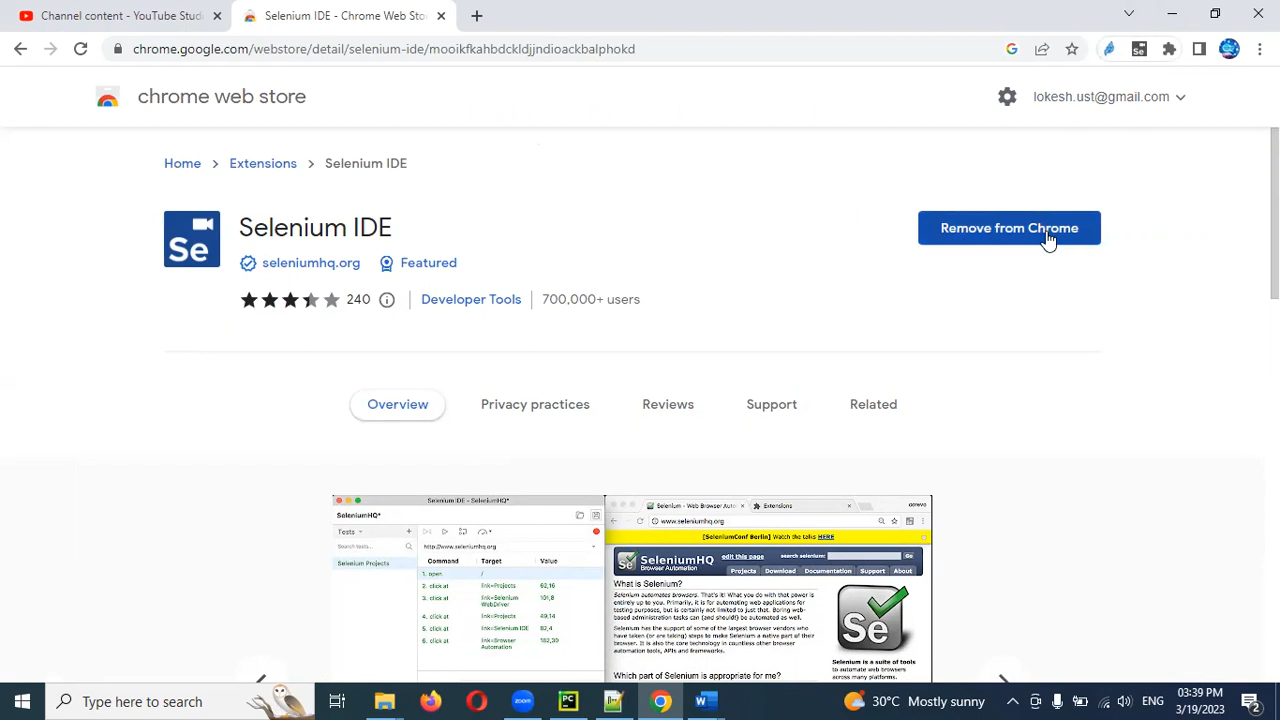 Channel content - YouTube Stud
Selenium IDE - Chrome Web Sto
chrome.google.com/webstore/detail/selenium-ide/mooikfkahbdckldjjndioackbalphokd
chrome web store
lokesh.ust@gmail.com
Home > Extensions > Selenium IDE
Se
Selenium IDE
Remove from Chrome
seleniumhq.org
Featured
240
Developer Tools
700,000+ users
Overview
Privacy practices
Reviews
Support
Related
Selenium IDE - SeleniumHQ*
SeleniumHQ*
Tests
Search tests...
Selenium Projects
http://www.seleniumhq.org
Command Target Value
1. open /
2. click at link=Projects 62,16
3. click at link=Selenium WebDriver 101,8
4. click at link=Projects 49,14
5. click at link=Selenium IDE 82,4
6. click at link=Browser Automation 182,30
Selenium - Web Browser Auto
Extensions
www.seleniumhq.org
[SeleniumConf Berlin] Watch the talks HERE
SeleniumHQ
Browser Automation
edit this page
search selenium:
Go
Projects Download Documentation Support About
What is Selenium?
Selenium automates browsers. That's it! What you do with that power is
entirely up to you. Primarily, it is for automating web applications for
testing purposes, but is certainly not limited to just that. Boring web-
based administration tasks can (and should!) be automated as well.
Selenium has the support of some of the largest browser vendors who
have taken (or are taking) steps to make Selenium a native part of their
browser. It is also the core technology in countless other browser
automation tools, APIs and frameworks.
Which part of Selenium is appropriate for me?
Se
Selenium is a suite of tools
to automate web browsers
across many platforms.
Type here to search
zoom
PC
30°C Mostly sunny
ENG
03:39 PM
3/19/2023
2